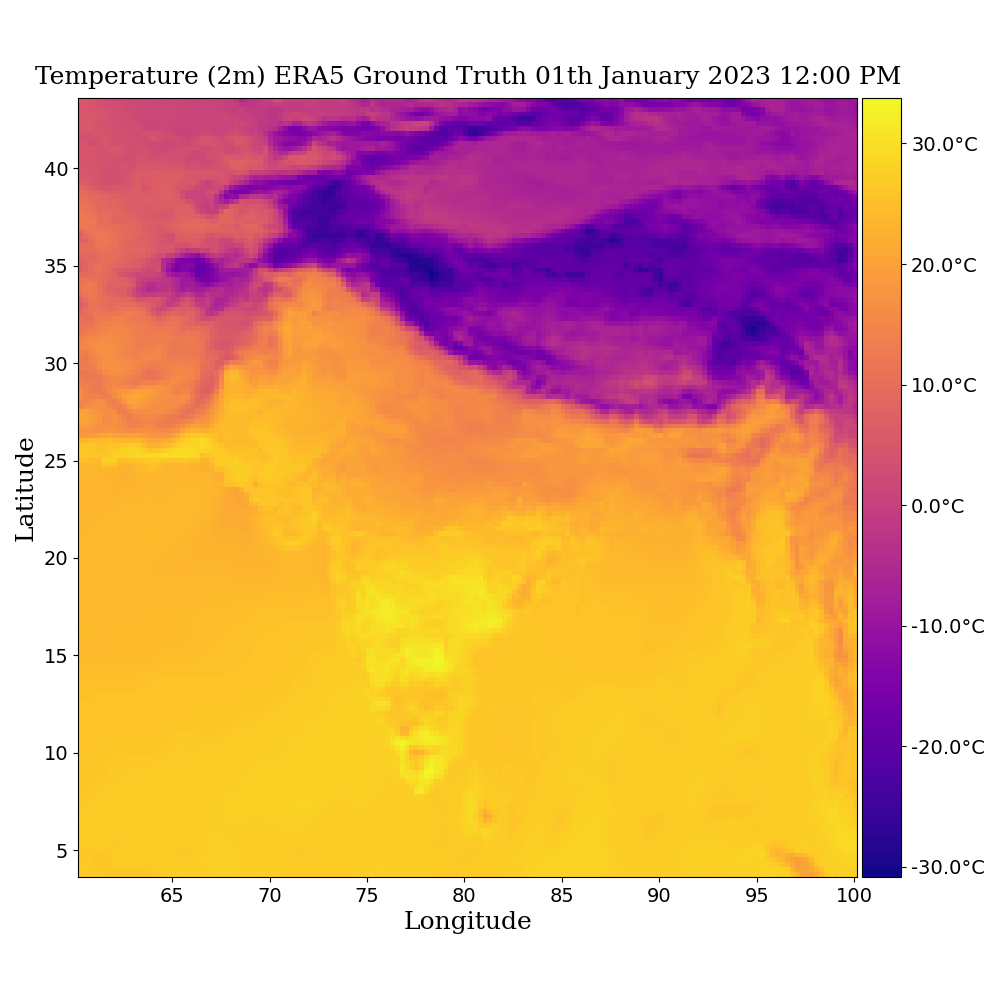 Temperature (2m) ERA5 Ground Truth 01th January 2023 12:00 PM
40
35
30
25
20
15
10
5
Latitude
65
70
75
80
85
90
95
100
Longitude
30.0°C
20.0°C
10.0°C
0.0°C
-10.0°C
-20.0°C
-30.0°C